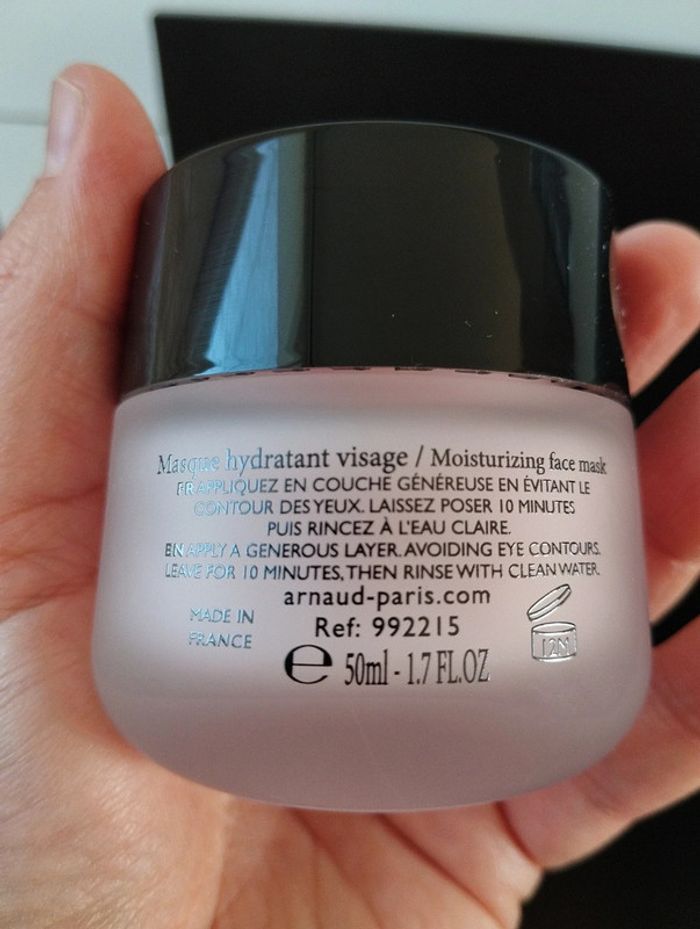 Masque hydratant visage / Moisturizing face mask
FR APPLIQUEZ EN COUCHE GÉNÉREUSE EN ÉVITANT LE
CONTOUR DES YEUX. LAISSEZ POSER 10 MINUTES
PUIS RINCEZ À L'EAU CLAIRE.
EN APPLY A GENEROUS LAYER. AVOIDING EYE CONTOURS.
LEAVE FOR 10 MINUTES, THEN RINSE WITH CLEAN WATER.
arnaud-paris.com
MADE IN
FRANCE
Ref: 992215
12M
e 50ml - 1.7 FL.OZ